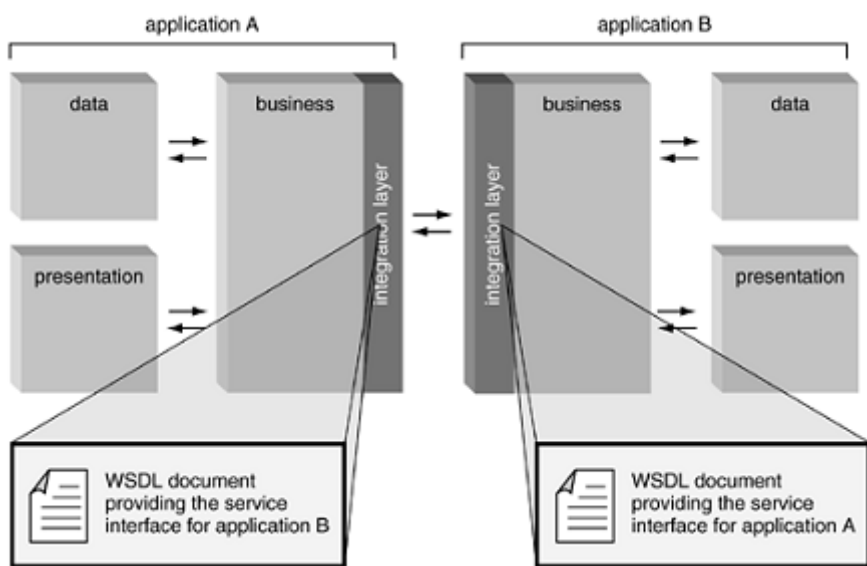 application A
application B
data
business
integration layer
integration layer
business
data
presentation
presentation
WSDL document
providing the service
interface for application B
WSDL document
providing the service
interface for application A